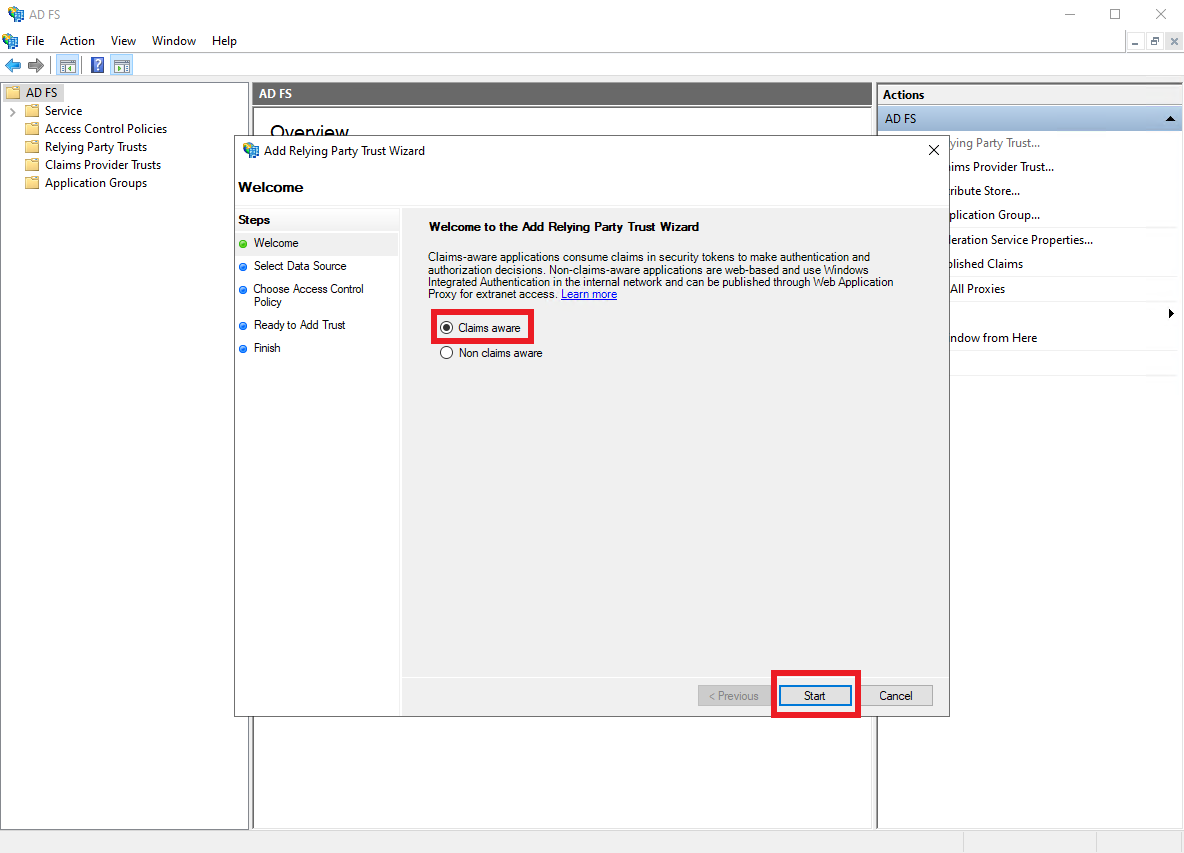 AD FS
File Action View Window Help
AD FS
Service
Access Control Policies
Relying Party Trusts
Claims Provider Trusts
Application Groups
AD FS
Overview
Add Relying Party Trust Wizard
Welcome
Steps
Welcome
Select Data Source
Choose Access Control
Policy
Ready to Add Trust
Finish
Welcome to the Add Relying Party Trust Wizard
Claims-aware applications consume claims in security tokens to make authentication and
authorization decisions. Non-claims-aware applications are web-based and use Windows
Integrated Authentication in the internal network and can be published through Web Application
Proxy for extranet access. Learn more
Claims aware
Non claims aware
< Previous Start Cancel
Actions
AD FS
ying Party Trust...
ims Provider Trust...
ribute Store...
plication Group...
eration Service Properties...
blished Claims
All Proxies
ndow from Here